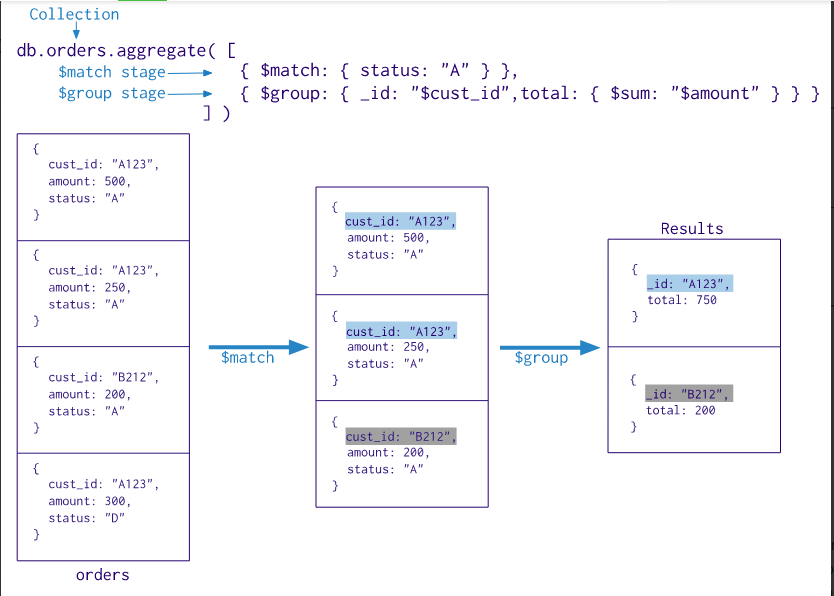 Collection
db.orders.aggregate( [
$match stage { $match: { status: "A" } },
$group stage { $group: { _id: "$cust_id",total: { $sum: "$amount" } } }
] )
{
cust_id: "A123",
amount: 500,
status: "A"
}
{
cust_id: "A123",
amount: 250,
status: "A"
}
{
cust_id: "B212",
amount: 200,
status: "A"
}
{
cust_id: "A123",
amount: 300,
status: "D"
}
orders
$match
{
cust_id: "A123",
amount: 500,
status: "A"
}
{
cust_id: "A123",
amount: 250,
status: "A"
}
{
cust_id: "B212",
amount: 200,
status: "A"
}
$group
Results
{
_id: "A123",
total: 750
}
{
_id: "B212",
total: 200
}